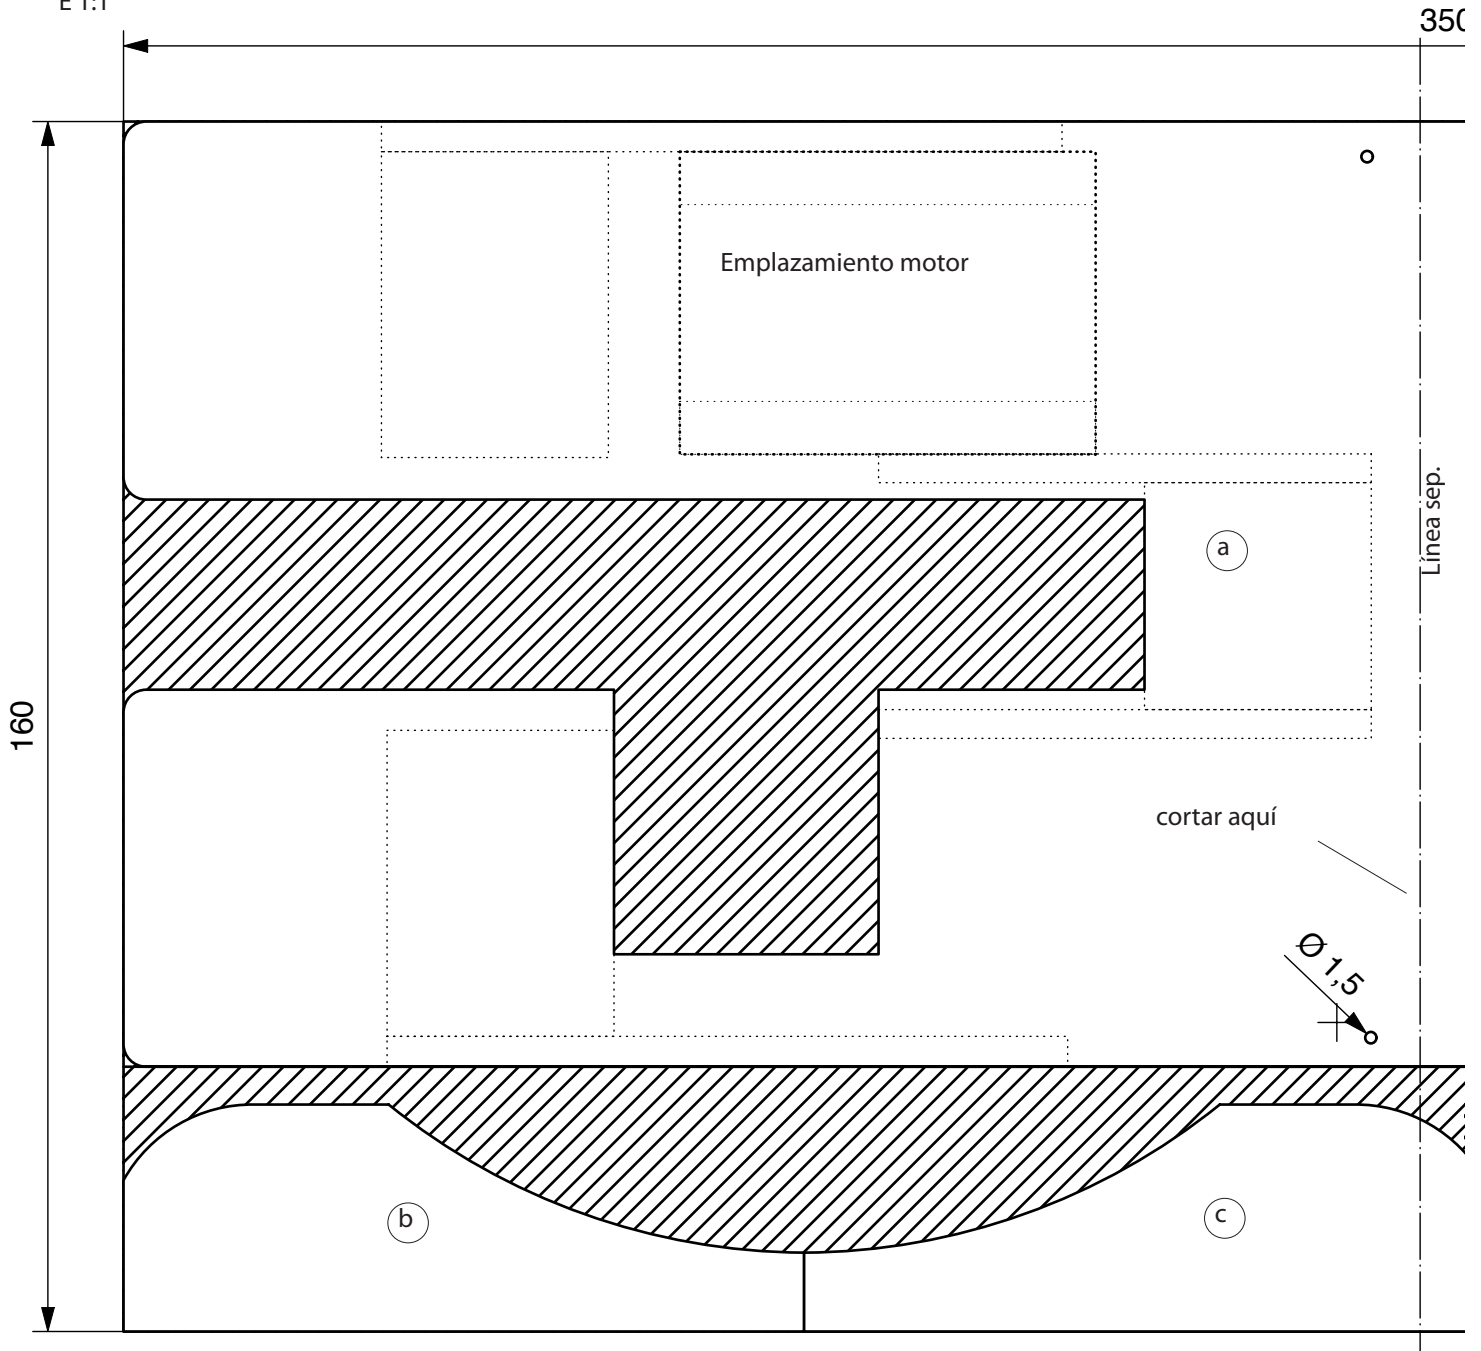 E 1:1
350
Emplazamiento motor
a
Línea sep.
160
cortar aquí
Ø 1,5
b
c